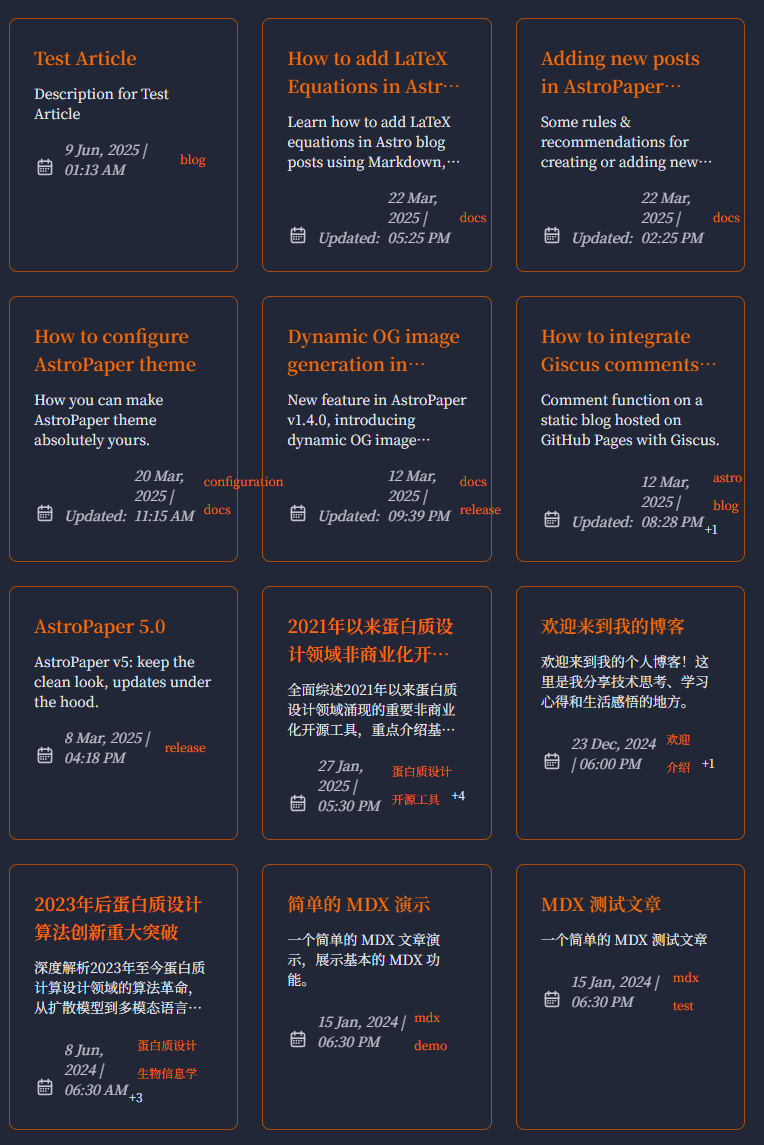 Test Article
Description for Test
Article
9 Jun, 2025 |
01:13 AM
blog
How to add LaTeX
Equations in Astr…
Learn how to add LaTeX
equations in Astro blog
posts using Markdown,…
Updated:
22 Mar,
2025 |
05:25 PM
docs
Adding new posts
in AstroPaper…
Some rules &
recommendations for
creating or adding new…
Updated:
22 Mar,
2025 |
02:25 PM
docs
How to configure
AstroPaper theme
How you can make
AstroPaper theme
absolutely yours.
Updated:
20 Mar,
2025 |
11:15 AM
configuration
docs
Dynamic OG image
generation in…
New feature in AstroPaper
v1.4.0, introducing
dynamic OG image…
Updated:
12 Mar,
2025 |
09:39 PM
docs
release
How to integrate
Giscus comments…
Comment function on a
static blog hosted on
GitHub Pages with Giscus.
Updated:
12 Mar,
2025 |
08:28 PM
astro
blog
+1
AstroPaper 5.0
AstroPaper v5: keep the
clean look, updates under
the hood.
8 Mar, 2025 |
04:18 PM
release
2021年以来蛋白质设
计领域非商业化开…
全面综述2021年以来蛋白质
设计领域涌现的重要非商业
化开源工具，重点介绍基…
27 Jan,
2025 |
05:30 PM
蛋白质设计
开源工具
+4
欢迎来到我的博客
欢迎来到我的个人博客！这
里是我分享技术思考、学习
心得和生活感悟的地方。
23 Dec, 2024
| 06:00 PM
欢迎
介绍
+1
2023年后蛋白质设计
算法创新重大突破
深度解析2023年至今蛋白质
计算设计领域的算法革命，
从扩散模型到多模态语言…
8 Jun,
2024 |
06:30 AM
蛋白质设计
生物信息学
+3
简单的 MDX 演示
一个简单的 MDX 文章演
示，展示基本的 MDX 功
能。
15 Jan, 2024 |
06:30 PM
mdx
demo
MDX 测试文章
一个简单的 MDX 测试文章
15 Jan, 2024 |
06:30 PM
mdx
test